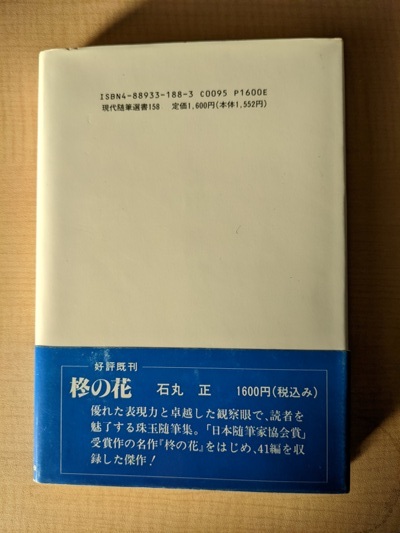 ISBN4-88933-188-3 C0095 P1600E
現代随筆選書158 定価1,600円(本体1,552円)
好評既刊
柊の花 石丸 正 1600円(税込み)
優れた表現力と卓越した観察眼で、読者を
魅了する珠玉随筆集。「日本随筆家協会賞」
受賞作の名作『柊の花』をはじめ、41編を収
録した傑作!